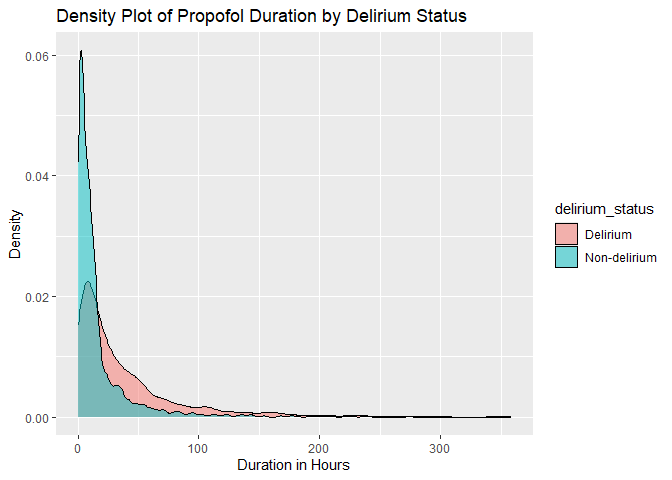 Density Plot of Propofol Duration by Delirium Status
0.06
0.04
0.02
0.00
Density
0
100
200
300
Duration in Hours
delirium_status
Delirium
Non-delirium